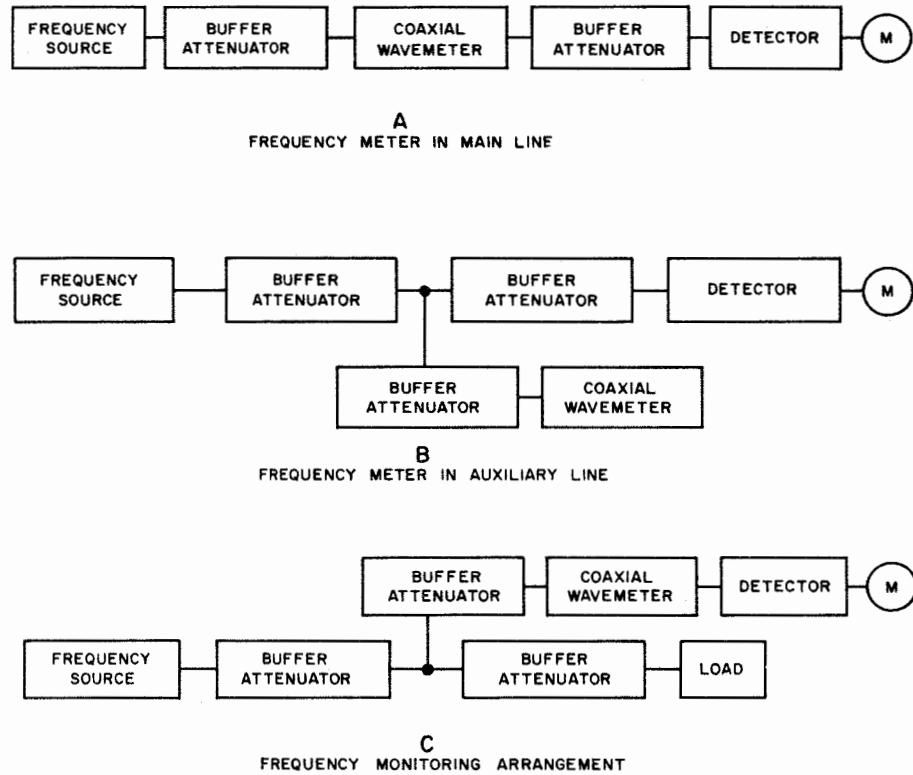 FREQUENCY SOURCE
BUFFER ATTENUATOR
COAXIAL WAVEMETER
BUFFER ATTENUATOR
DETECTOR
M
A
FREQUENCY METER IN MAIN LINE
FREQUENCY SOURCE
BUFFER ATTENUATOR
BUFFER ATTENUATOR
DETECTOR
M
BUFFER ATTENUATOR
COAXIAL WAVEMETER
B
FREQUENCY METER IN AUXILIARY LINE
BUFFER ATTENUATOR
COAXIAL WAVEMETER
DETECTOR
M
FREQUENCY SOURCE
BUFFER ATTENUATOR
BUFFER ATTENUATOR
LOAD
C
FREQUENCY MONITORING ARRANGEMENT